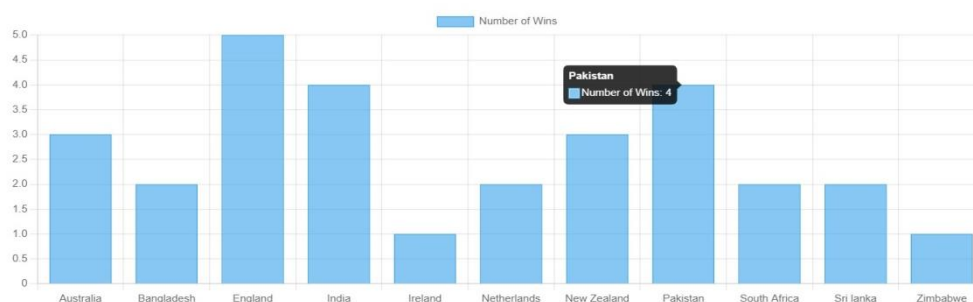 Number of Wins
5.0
4.5
4.0
3.5
3.0
2.5
2.0
1.5
1.0
0.5
0
Pakistan
Number of Wins: 4
Australia Bangladesh England India Ireland Netherlands New Zealand Pakistan South Africa Sri lanka Zimbabwe